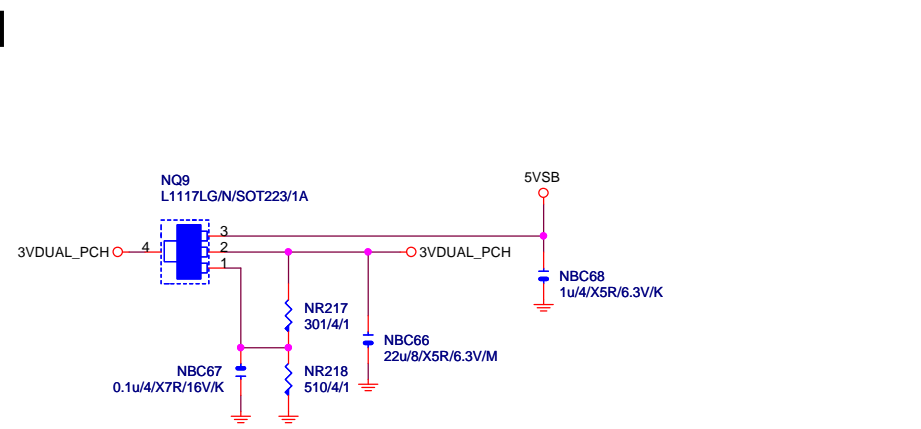 5VSB
NQ9
L1117LG/N/SOT223/1A
3
3VDUAL_PCH 4 2 3VDUAL_PCH
1
NBC68
1u/4/X5R/6.3V/K
NR217
301/4/1
NBC66
22u/8/X5R/6.3V/M
NBC67
0.1u/4/X7R/16V/K
NR218
510/4/1